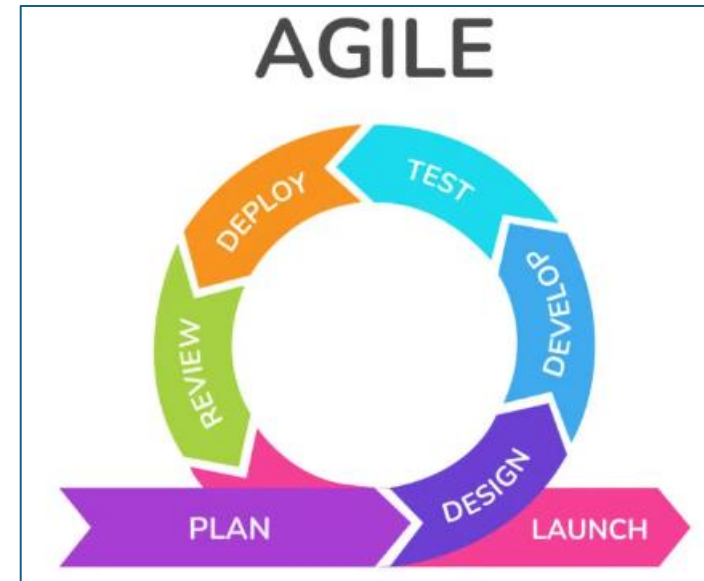 AGILE
PLAN
DESIGN
DEVELOP
TEST
DEPLOY
REVIEW
LAUNCH